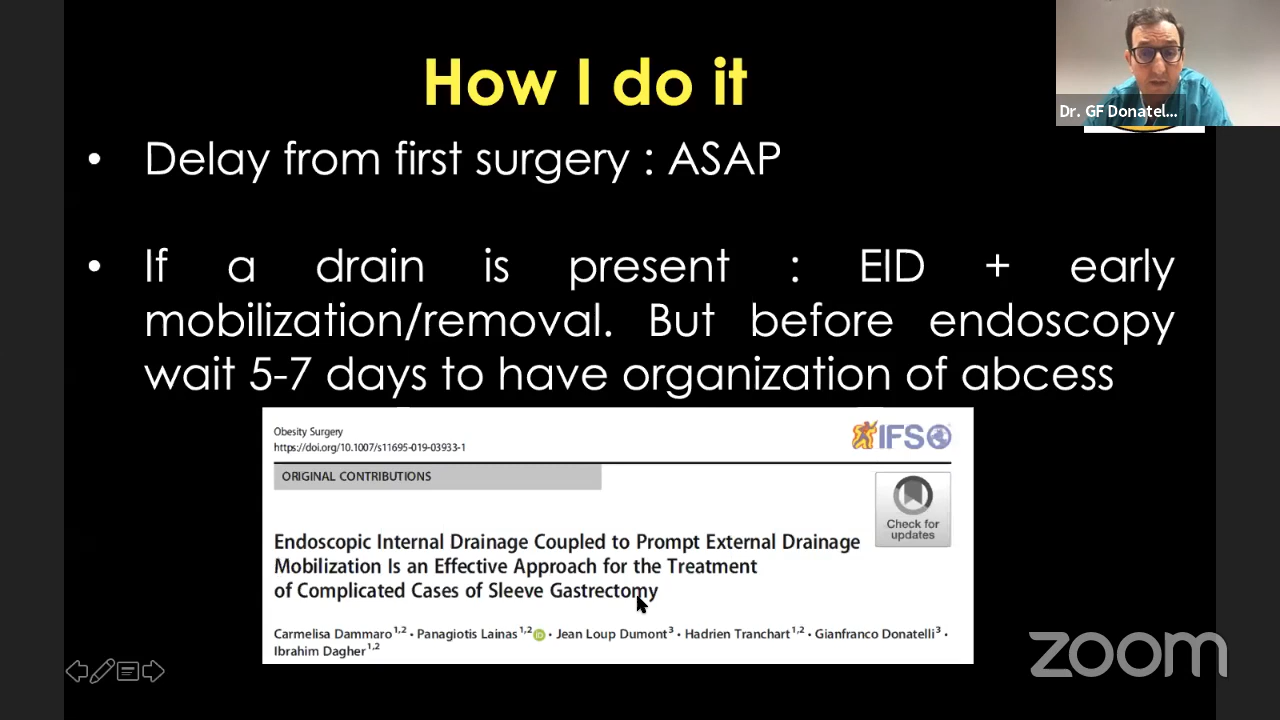 How I do it
Dr. GF Donatel...
• Delay from first surgery : ASAP
• If a drain is present : EID + early
mobilization/removal. But before endoscopy
wait 5-7 days to have organization of abcess
Obesity Surgery
https://doi.org/10.1007/s11695-019-03933-1
IFSO
ORIGINAL CONTRIBUTIONS
Check for
updates
Endoscopic Internal Drainage Coupled to Prompt External Drainage
Mobilization Is an Effective Approach for the Treatment
of Complicated Cases of Sleeve Gastrectomy
Carmelisa Dammaro1,2 • Panagiotis Lainas1,2 iD • Jean Loup Dumont3 • Hadrien Tranchart1,2 • Gianfranco Donatelli3 •
Ibrahim Dagher1,2
zoom